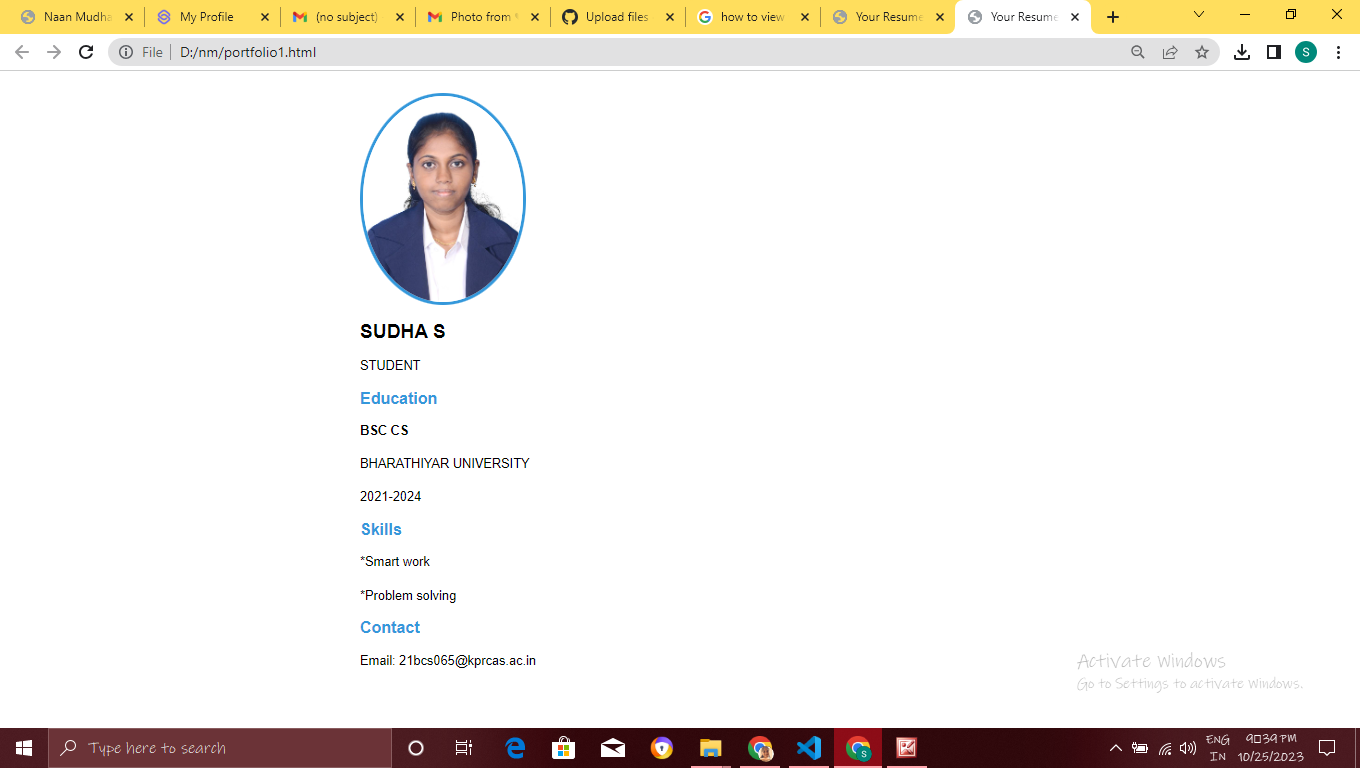 Naan Mudha
My Profile
(no subject)
Photo from
Upload files
how to view
Your Resume
Your Resume
File
D:/nm/portfolio1.html
S
SUDHA S
STUDENT
Education
BSC CS
BHARATHIYAR UNIVERSITY
2021-2024
Skills
*Smart work
*Problem solving
Contact
Email: 21bcs065@kprcas.ac.in
Activate Windows
Go to Settings to activate Windows.
Type here to search
S
ENG
IN
9:39 PM
10/25/2023